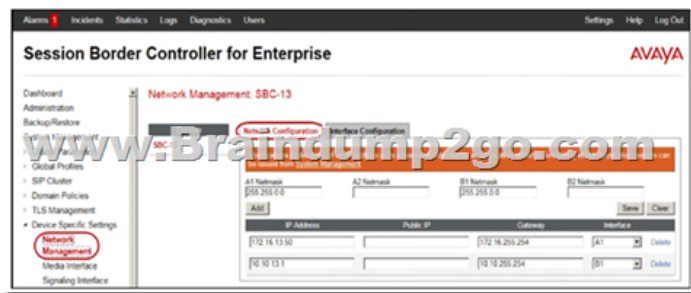 Alarms 1 Incidents Statistics Logs Diagnostics Users Settings Help Log Out
Session Border Controller for Enterprise
AVAYA
Dashboard
Administration
Backup/Restore
System Management
Global Profiles
SIP Cluster
Domain Policies
TLS Management
Device Specific Settings
Network
Management
Media Interface
Signaling Interface
Network Management: SBC-13
Network Configuration Interface Configuration
be issued from System Management.
A1 Netmask A2 Netmask B1 Netmask B2 Netmask
255.255.0.0 255.255.0.0
Add Save Clear
IP Address Public IP Gateway Interface
172.16.13.50 172.16.255.254 A1 Delete
10.10.13.1 10.10.255.254 B1 Delete
www.Braindump2go.com